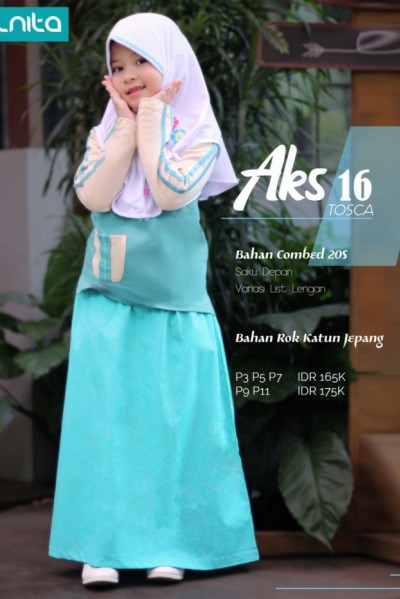 nita
Aks 16
TOSCA
Bahan Combed 20S
Saku Depan
Variasi List Lengan
Bahan Rok Katun Jepang
P3 P5 P7 IDR 165K
P9 P11 IDR 175K